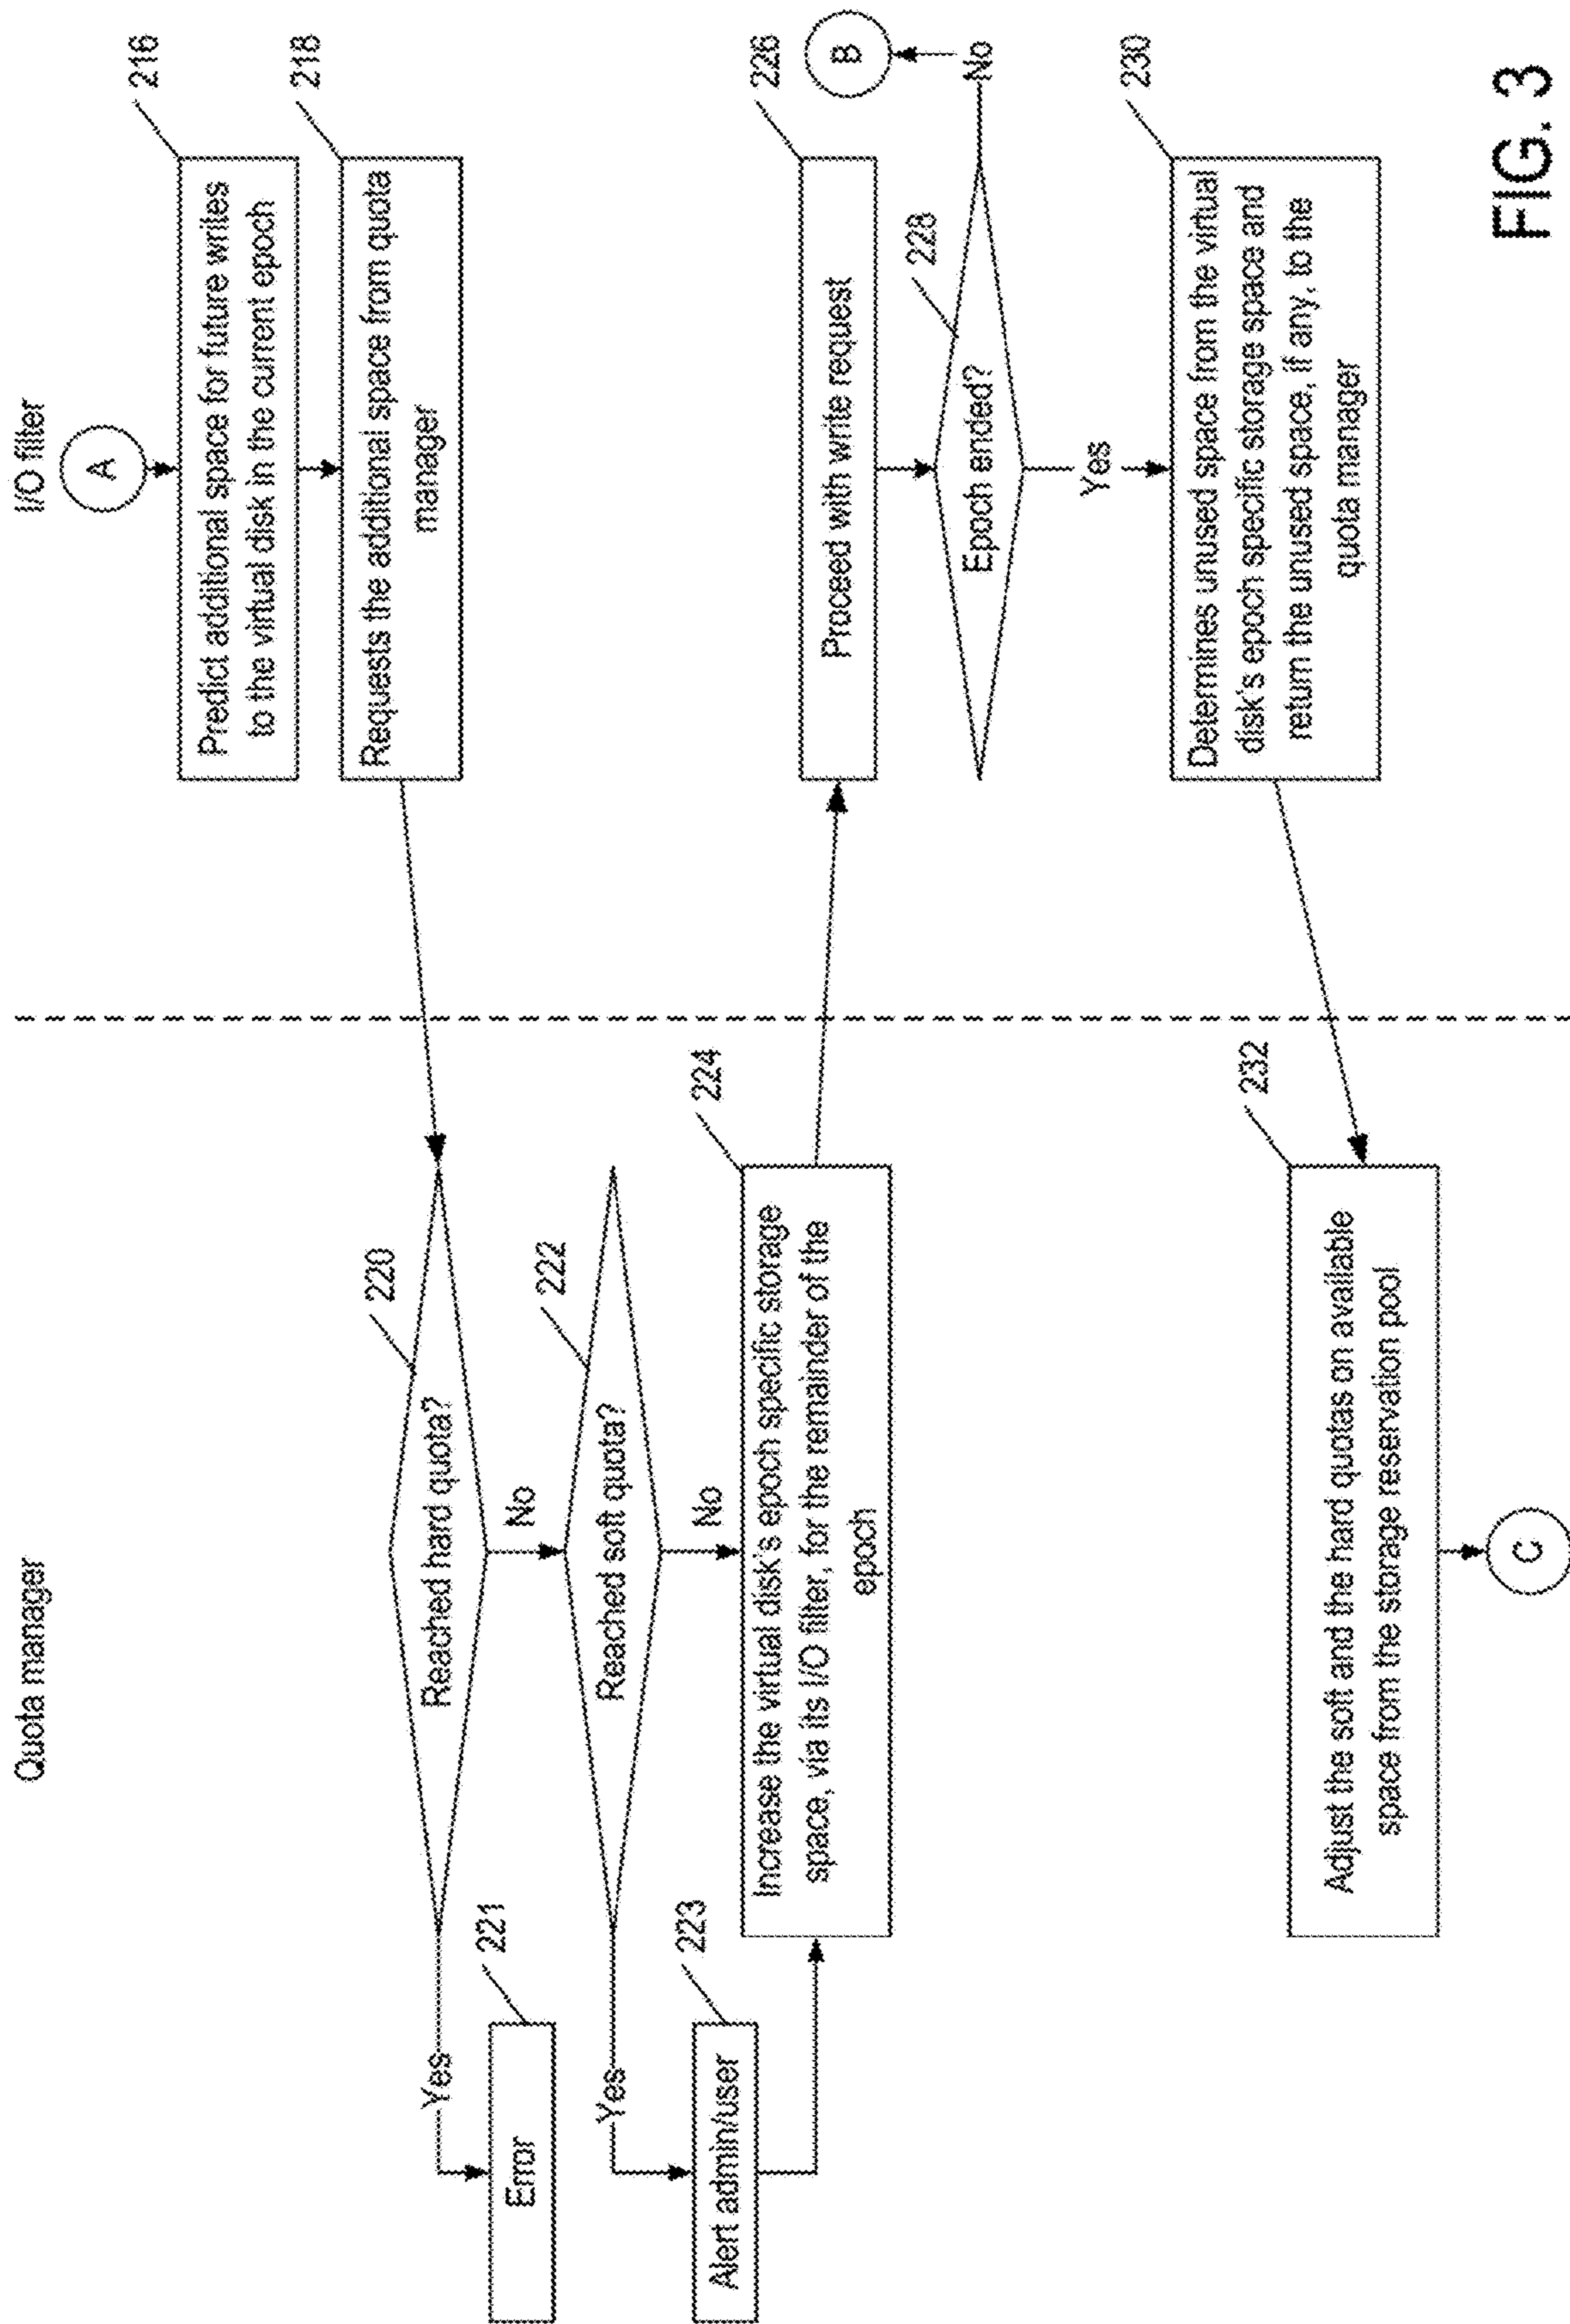 Quota manager
I/O filter
A
216
Predict additional space for future writes
to the virtual disk in the current epoch
218
Requests the additional space from quota
manager
220
Reached hard quota?
Yes
221
Error
No
222
Reached soft quota?
Yes
223
Alert admin/user
No
224
Increase the virtual disk's epoch specific storage
space, via its I/O filter, for the remainder of the
epoch
226
Proceed with write request
228
Epoch ended?
No
B
Yes
230
Determines unused space from the virtual
disk's epoch specific storage space and
return the unused space, if any, to the
quota manager
232
Adjust the soft and the hard quotas on available
space from the storage reservation pool
C
FIG. 3